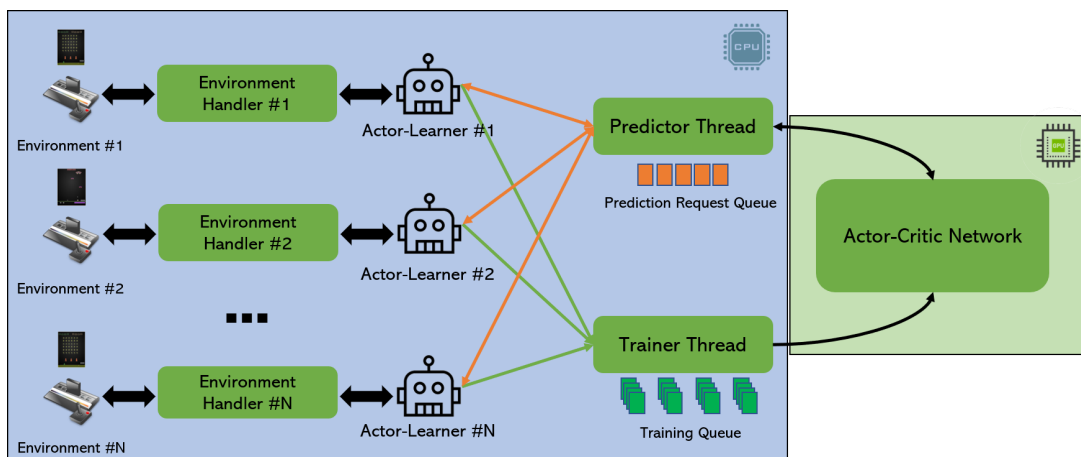 CPU
Environment
Handler #1
Environment #1
Actor-Learner #1
Predictor Thread
Prediction Request Queue
GPU
Actor-Critic Network
Environment
Handler #2
Environment #2
Actor-Learner #2
...
Trainer Thread
Training Queue
Environment
Handler #N
Environment #N
Actor-Learner #N